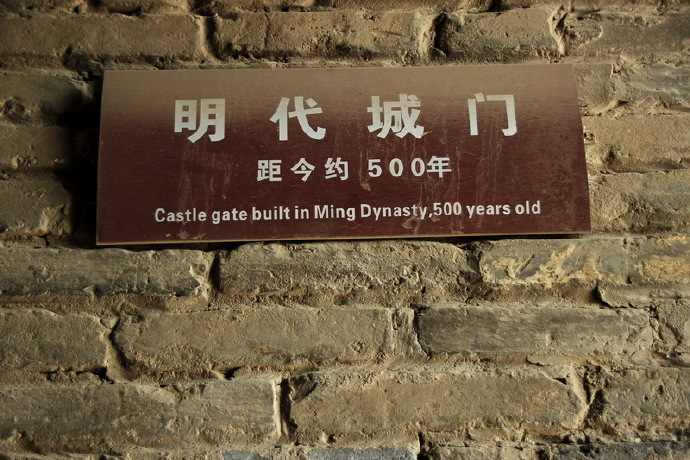 明代城门
距今约 500年
Castle gate built in Ming Dynasty,500 years old